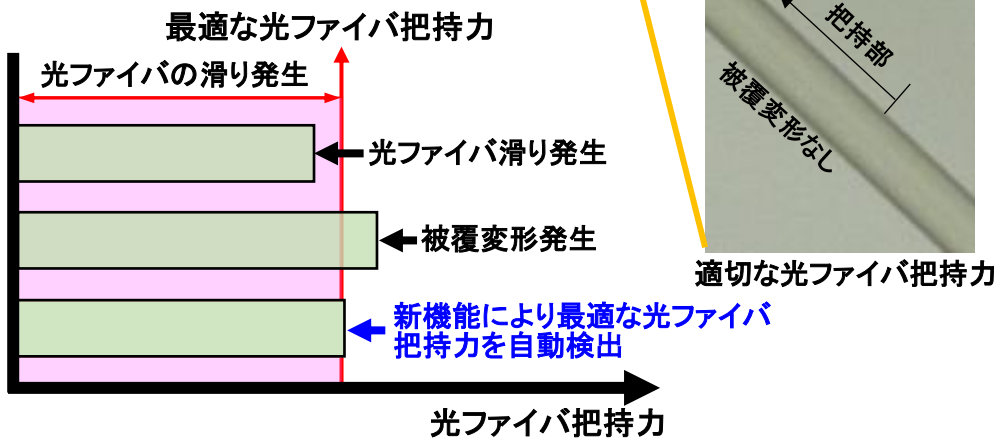 最適な光ファイバ把持力
光ファイバの滑り発生
光ファイバ滑り発生
被覆変形発生
新機能により最適な光ファイバ
把持力を自動検出
光ファイバ把持力
把持部
被覆変形なし
適切な光ファイバ把持力